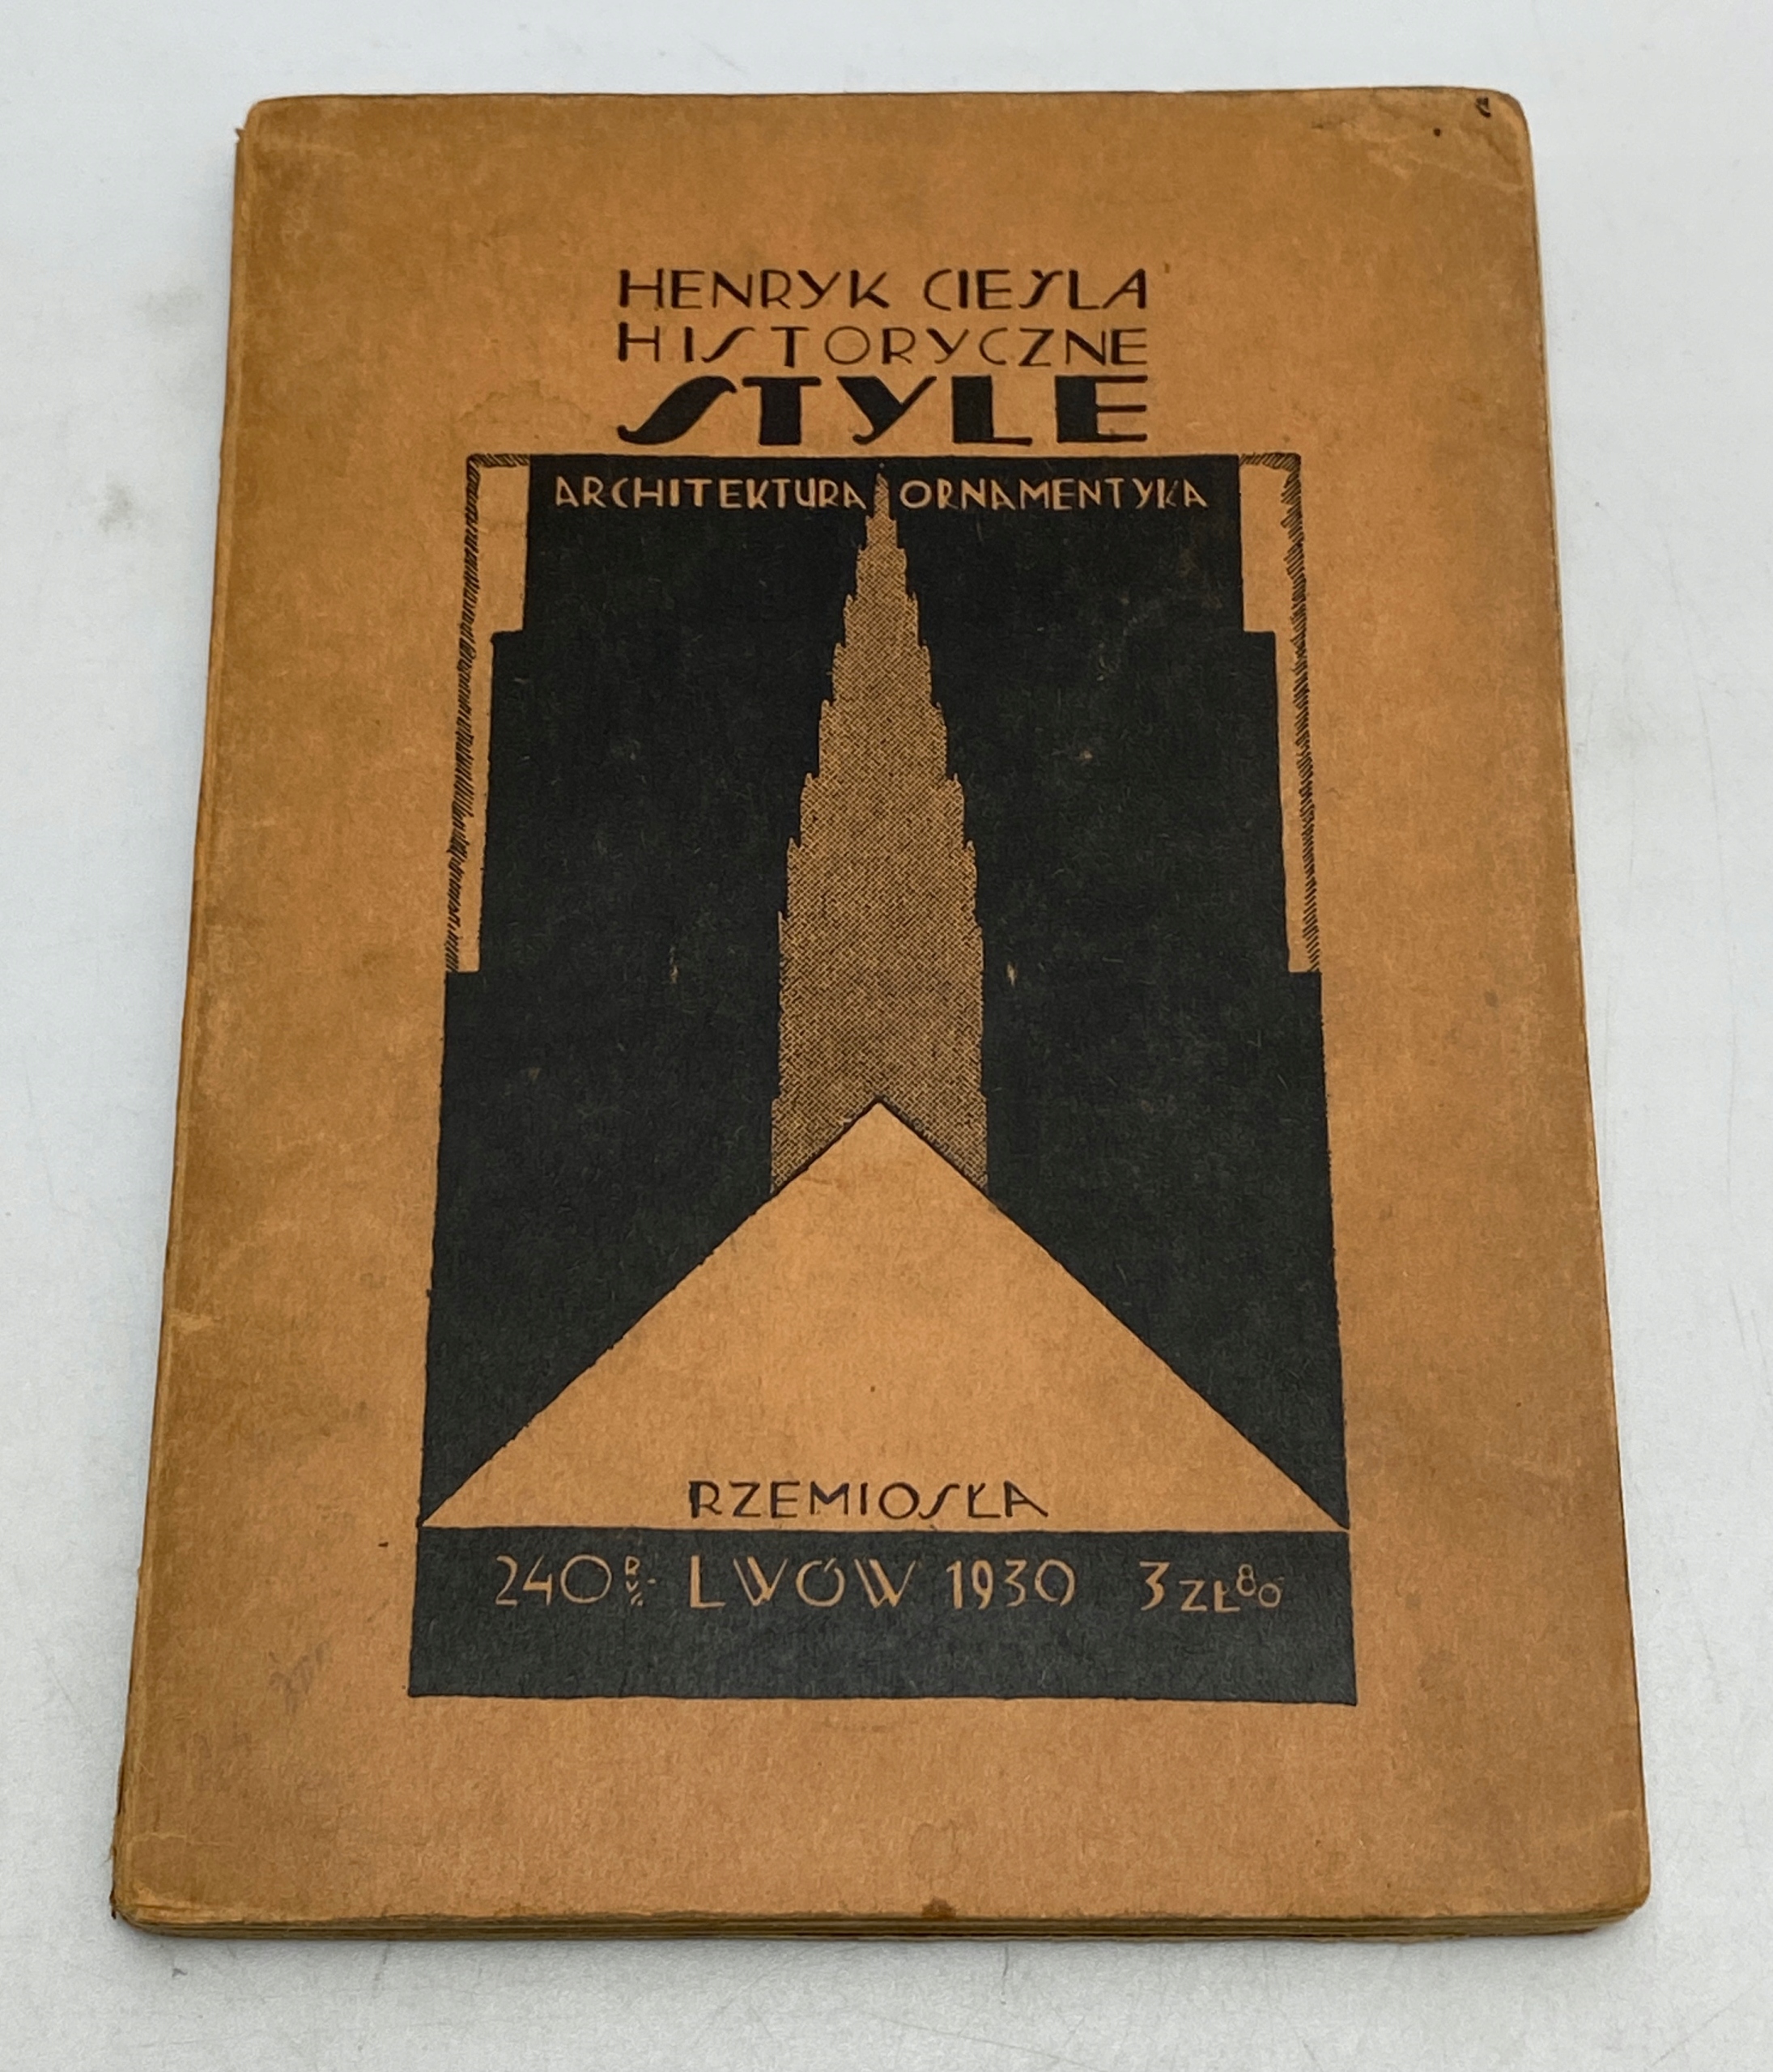 HENRYK CIEŚLA
HISTORYCZNE
STYLE
ARCHITEKTURA ORNAMENTYKA
RZEMIOSŁA
240 RYC. LWÓW 1930 3 ZŁ 80